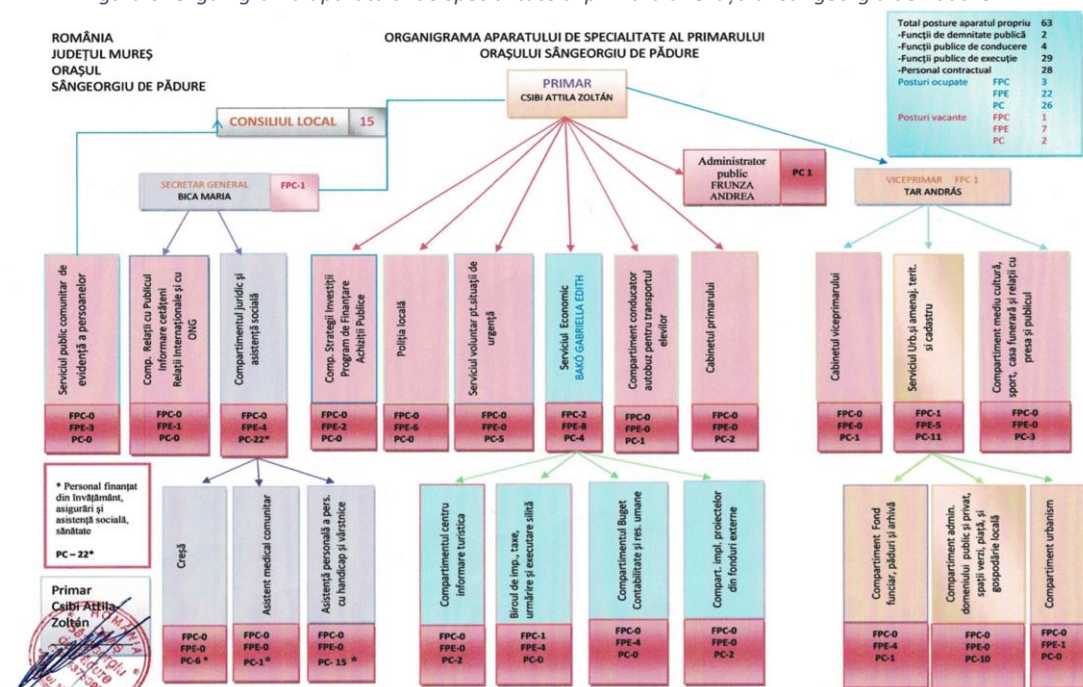 ROMÂNIA
JUDEȚUL MUREȘ
ORAȘUL
SÂNGEORGIU DE PĂDURE
ORGANIGRAMA APARATULUI DE SPECIALITATE AL PRIMARULUI
ORAȘULUI SÂNGEORGIU DE PĂDURE
Total posture aparatul propriu 63
-Funcții de demnitate publică 2
-Funcții publice de conducere 4
-Funcții publice de execuție 29
-Personal contractual 28
Posturi ocupate FPC 3
FPE 22
PC 26
Posturi vacante FPC 1
FPE 7
PC 2
PRIMAR
CSIBI ATTILA ZOLTÁN
CONSILIUL LOCAL 15
Administrator
public
FRUNZA
ANDREA
PC 1
SECRETAR GENERAL
BICA MARIA
FPC-1
VICEPRIMAR FPC 1
TAR ANDRÁS
Serviciul public comunitar de
evidență a persoanelor
FPC-0
FPE-3
PC-0
Comp. Relații cu Publicul
Informare cetățeni
Relații Internaționale și cu
ONG
FPC-0
FPE-1
PC-0
Compartimentul juridic și
asistență socială
FPC-0
FPE-4
PC-22*
Comp. Strategii Investiții
Program de Finanțare
Achiziții Publice
FPC-0
FPE-2
PC-0
Poliția locală
FPC-0
FPE-6
PC-0
Serviciul voluntar pt.situații de
urgență
FPC-0
FPE-0
PC-5
Serviciul Economic
BAKÓ GABRIELLA EDITH
FPC-2
FPE-8
PC-4
Compartiment conducator
autobuz pentru transportul
elevilor
FPC-0
FPE-0
PC-1
Cabinetul primarului
FPC-0
FPE-0
PC-2
Cabinetul viceprimarului
FPC-0
FPE-0
PC-1
Serviciul Urb.și amenaj. terit.
si cadastru
FPC-1
FPE-5
PC-11
Compartiment mediu cultură,
sport, casa funerară și relații cu
presa și publicul
FPC-0
FPE-0
PC-3
* Personal finanțat
din învățământ,
asigurări și
asistență socială,
sănătate
PC – 22*
Primar
Csibi Attila-
Zoltán
Creșă
FPC-0
FPE-0
PC-6 *
Asistent medical comunitar
FPC-0
FPE-0
PC-1*
Asistență personală a pers.
cu handicap și vârstnice
FPC-0
FPE-0
PC- 15 *
Compartimentul centru
informare turistica
FPC-0
FPE-0
PC-2
Biroul de imp., taxe,
urmărire și executare silită
FPC-1
FPE-4
PC-0
Compartimentul Buget
Contabilitate și res. umane
FPC-0
FPE-4
PC-0
Compart. impl. proiectelor
din fonduri externe
FPC-0
FPE-0
PC-2
Compartiment Fond
funciar, păduri și arhivă
FPC-0
FPE-4
PC-1
Compartiment admin.
domeniului public și privat,
spații verzi, piață, și
gospodărie locală
FPC-0
FPE-0
PC-10
Compartiment urbanism
FPC-0
FPE-1
PC-0